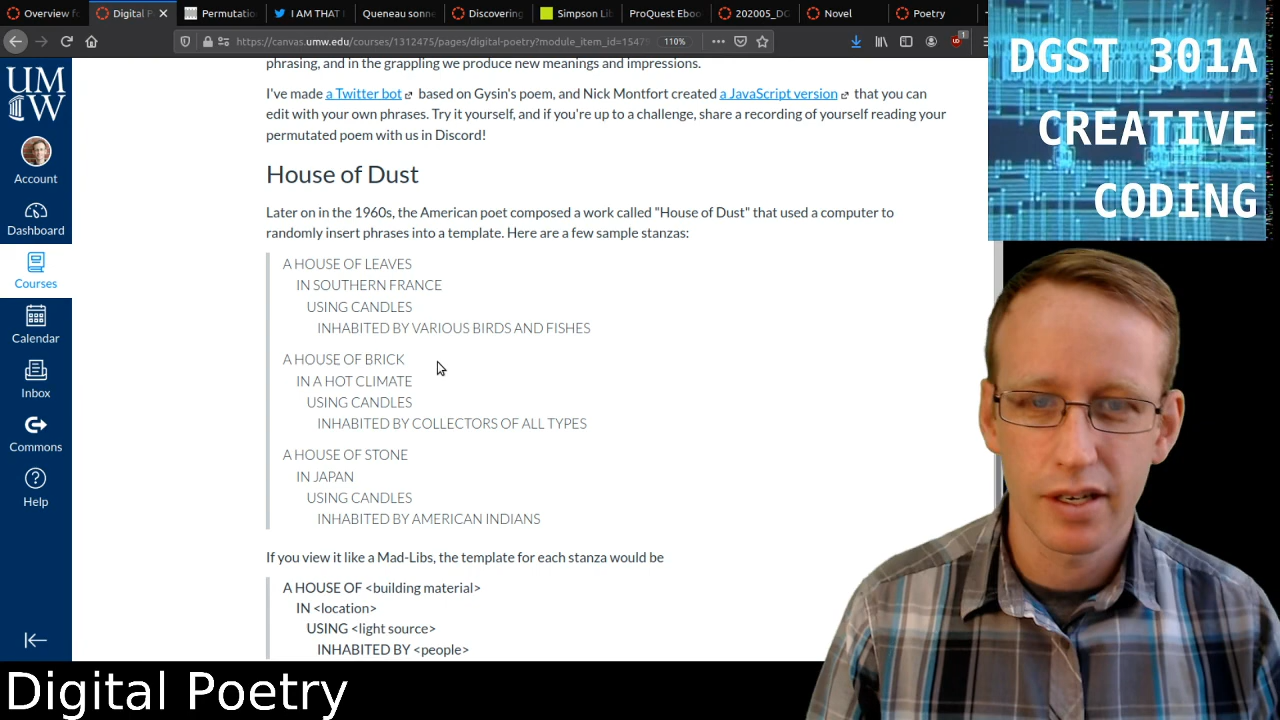 Overview fo
Digital P
Permutatio
I AM THAT I
Queneau sonne
Discovering
Simpson Lib
ProQuest Eboo
202005_DG
Novel
Poetry
https://canvas.umw.edu/courses/1312475/pages/digital-poetry?module_item_id=1547
110%
1
UMW
Account
Dashboard
Courses
Calendar
Inbox
Commons
Help
phrasing, and in the grappling we produce new meanings and impressions.
I've made a Twitter bot based on Gysin's poem, and Nick Montfort created a JavaScript version that you can
edit with your own phrases. Try it yourself, and if you're up to a challenge, share a recording of yourself reading your
permutated poem with us in Discord!
House of Dust
Later on in the 1960s, the American poet composed a work called "House of Dust" that used a computer to
randomly insert phrases into a template. Here are a few sample stanzas:
A HOUSE OF LEAVES
IN SOUTHERN FRANCE
USING CANDLES
INHABITED BY VARIOUS BIRDS AND FISHES
A HOUSE OF BRICK
IN A HOT CLIMATE
USING CANDLES
INHABITED BY COLLECTORS OF ALL TYPES
A HOUSE OF STONE
IN JAPAN
USING CANDLES
INHABITED BY AMERICAN INDIANS
If you view it like a Mad-Libs, the template for each stanza would be
A HOUSE OF <building material>
IN <location>
USING <light source>
INHABITED BY <people>
DGST 301A
CREATIVE
CODING
Digital Poetry